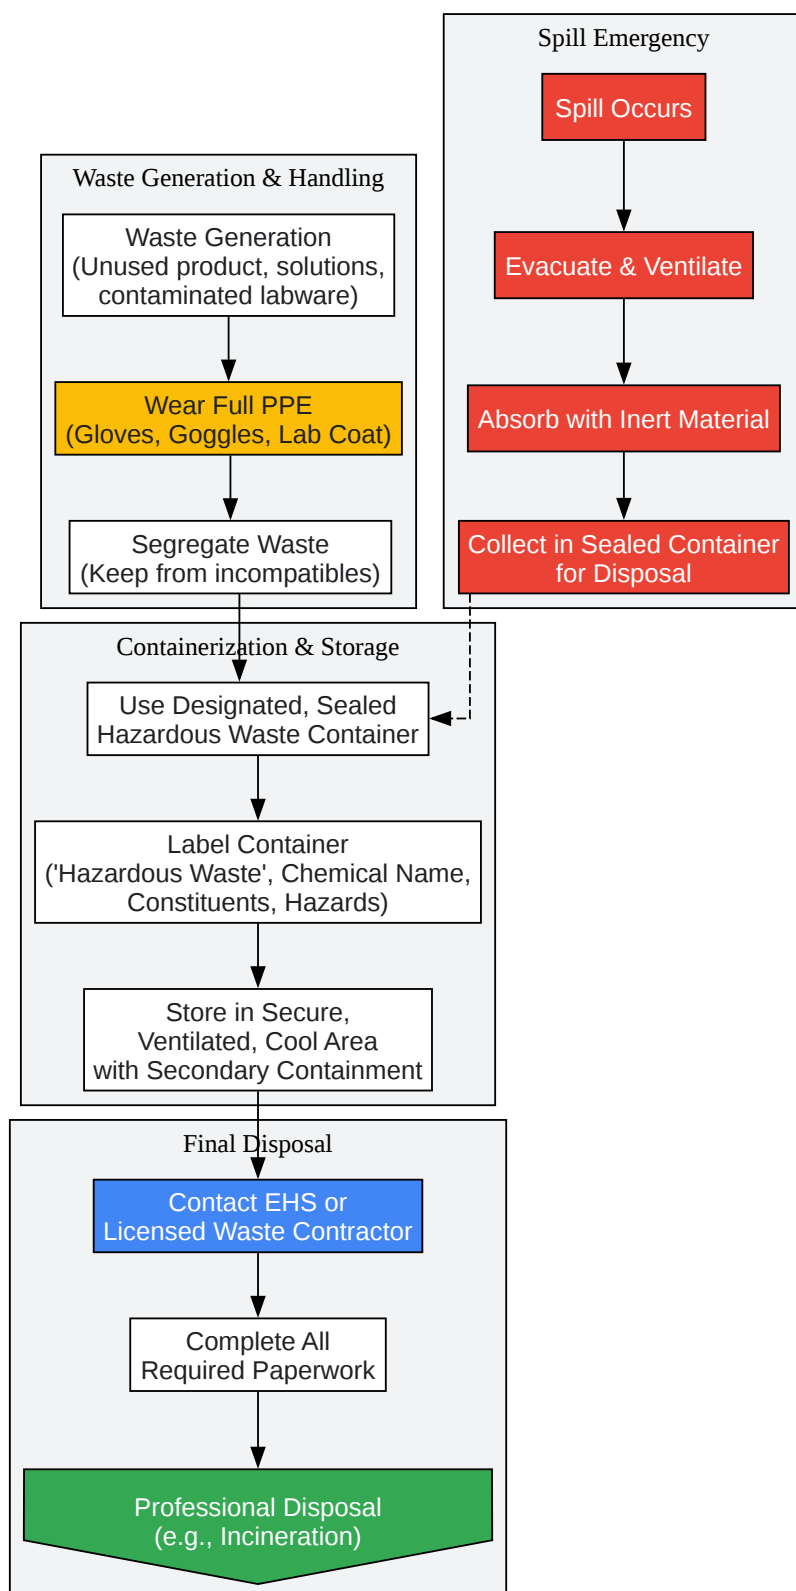 Spill Emergency
Spill Occurs
Evacuate & Ventilate
Absorb with Inert Material
Collect in Sealed Container
for Disposal
Waste Generation & Handling
Waste Generation
(Unused product, solutions,
contaminated labware)
Wear Full PPE
(Gloves, Goggles, Lab Coat)
Segregate Waste
(Keep from incompatibles)
Containerization & Storage
Use Designated, Sealed
Hazardous Waste Container
Label Container
('Hazardous Waste', Chemical Name,
Constituents, Hazards)
Store in Secure,
Ventilated, Cool Area
with Secondary Containment
Final Disposal
Contact EHS or
Licensed Waste Contractor
Complete All
Required Paperwork
Professional Disposal
(e.g., Incineration)